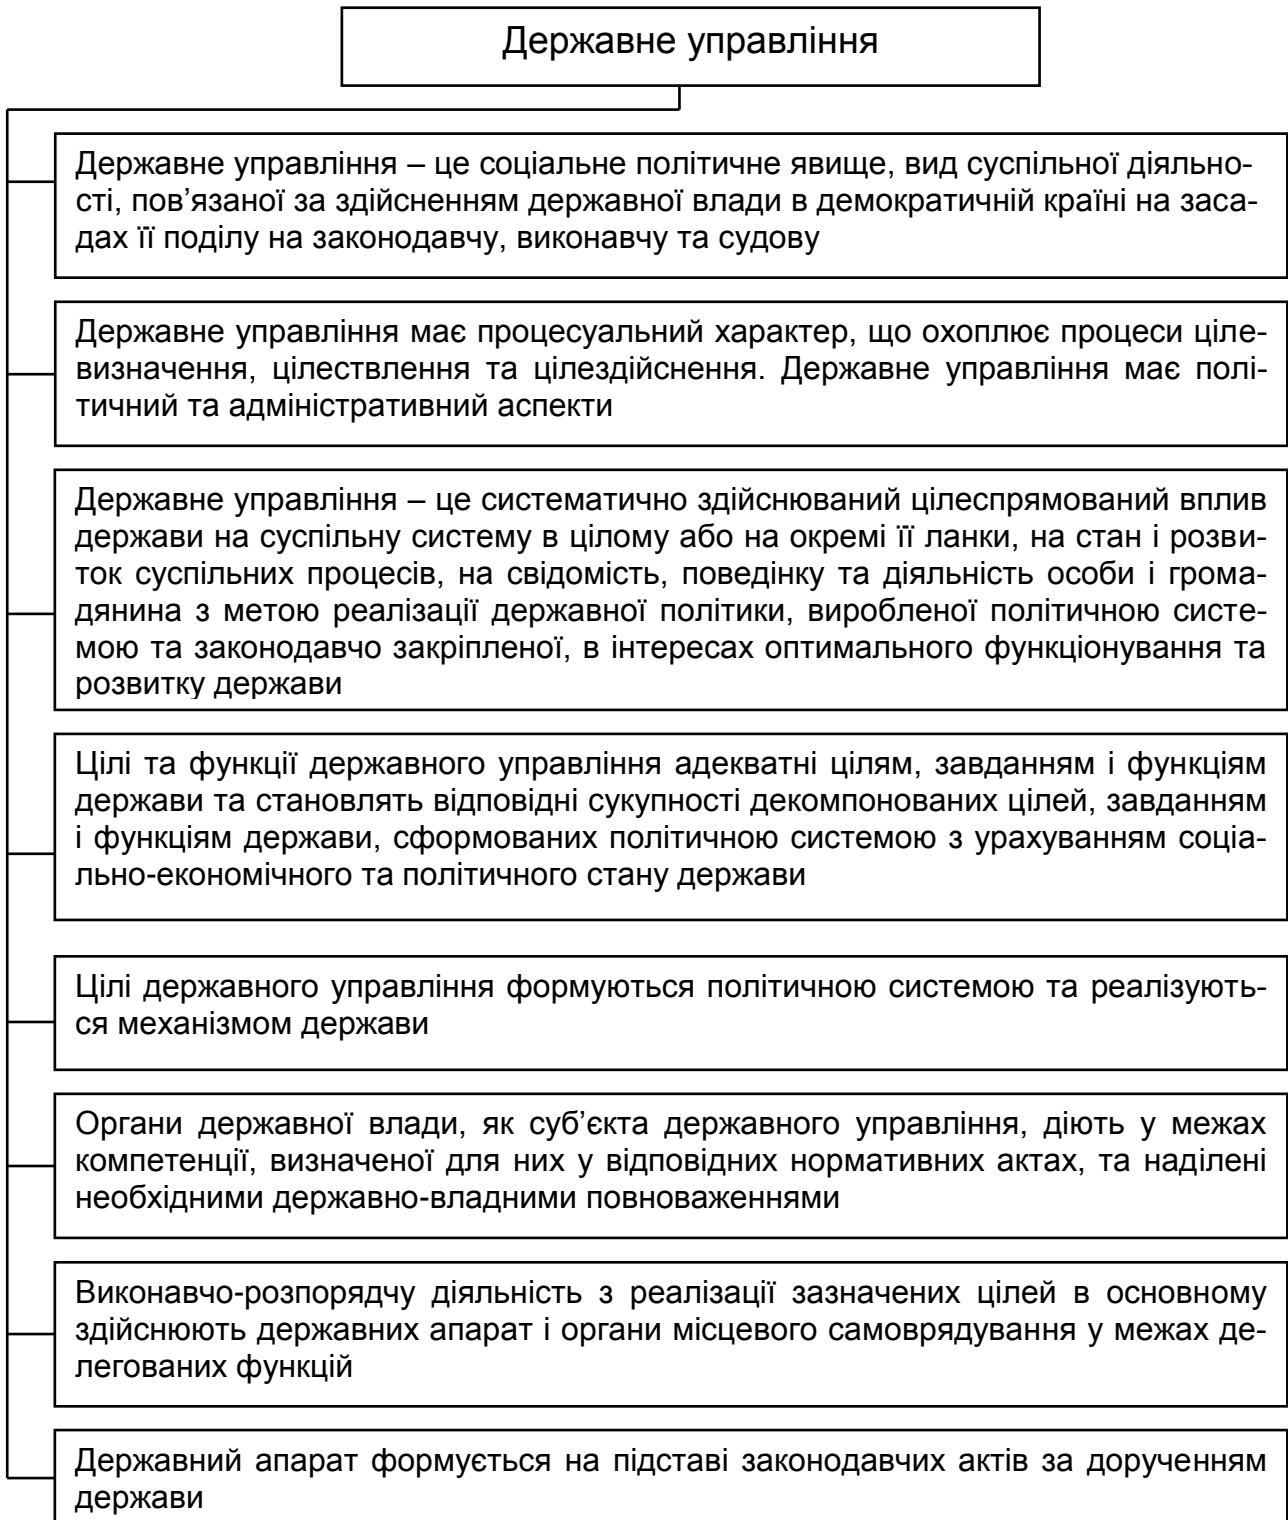 Державне управління
Державне управління – це соціальне політичне явище, вид суспільної діяльно-
сті, пов’язаної за здійсненням державної влади в демократичній країні на заса-
дах її поділу на законодавчу, виконавчу та судову
Державне управління має процесуальний характер, що охоплює процеси ціле-
визначення, цілествлення та цілездійснення. Державне управління має полі-
тичний та адміністративний аспекти
Державне управління – це систематично здійснюваний цілеспрямований вплив
держави на суспільну систему в цілому або на окремі її ланки, на стан і розви-
ток суспільних процесів, на свідомість, поведінку та діяльність особи і грома-
дянина з метою реалізації державної політики, виробленої політичною систе-
мою та законодавчо закріпленої, в інтересах оптимального функціонування та
розвитку держави
Цілі та функції державного управління адекватні цілям, завданням і функціям
держави та становлять відповідні сукупності декомпонованих цілей, завданням
і функціям держави, сформованих політичною системою з урахуванням соціа-
льно-економічного та політичного стану держави
Цілі державного управління формуються політичною системою та реалізують-
ся механізмом держави
Органи державної влади, як суб’єкта державного управління, діють у межах
компетенції, визначеної для них у відповідних нормативних актах, та наділені
необхідними державно-владними повноваженнями
Виконавчо-розпорядчу діяльність з реалізації зазначених цілей в основному
здійснюють державних апарат і органи місцевого самоврядування у межах де-
легованих функцій
Державний апарат формується на підставі законодавчих актів за дорученням
держави